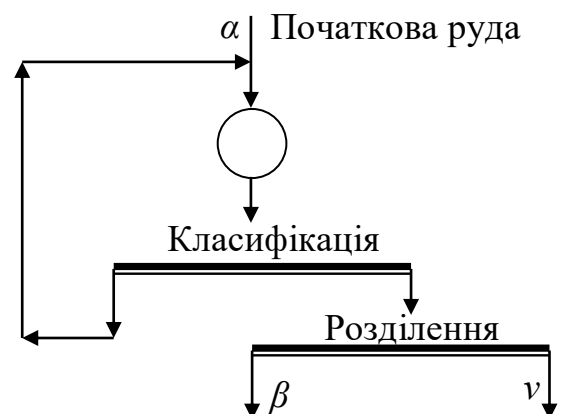 α Початкова руда
Класифікація
Розділення
β ν